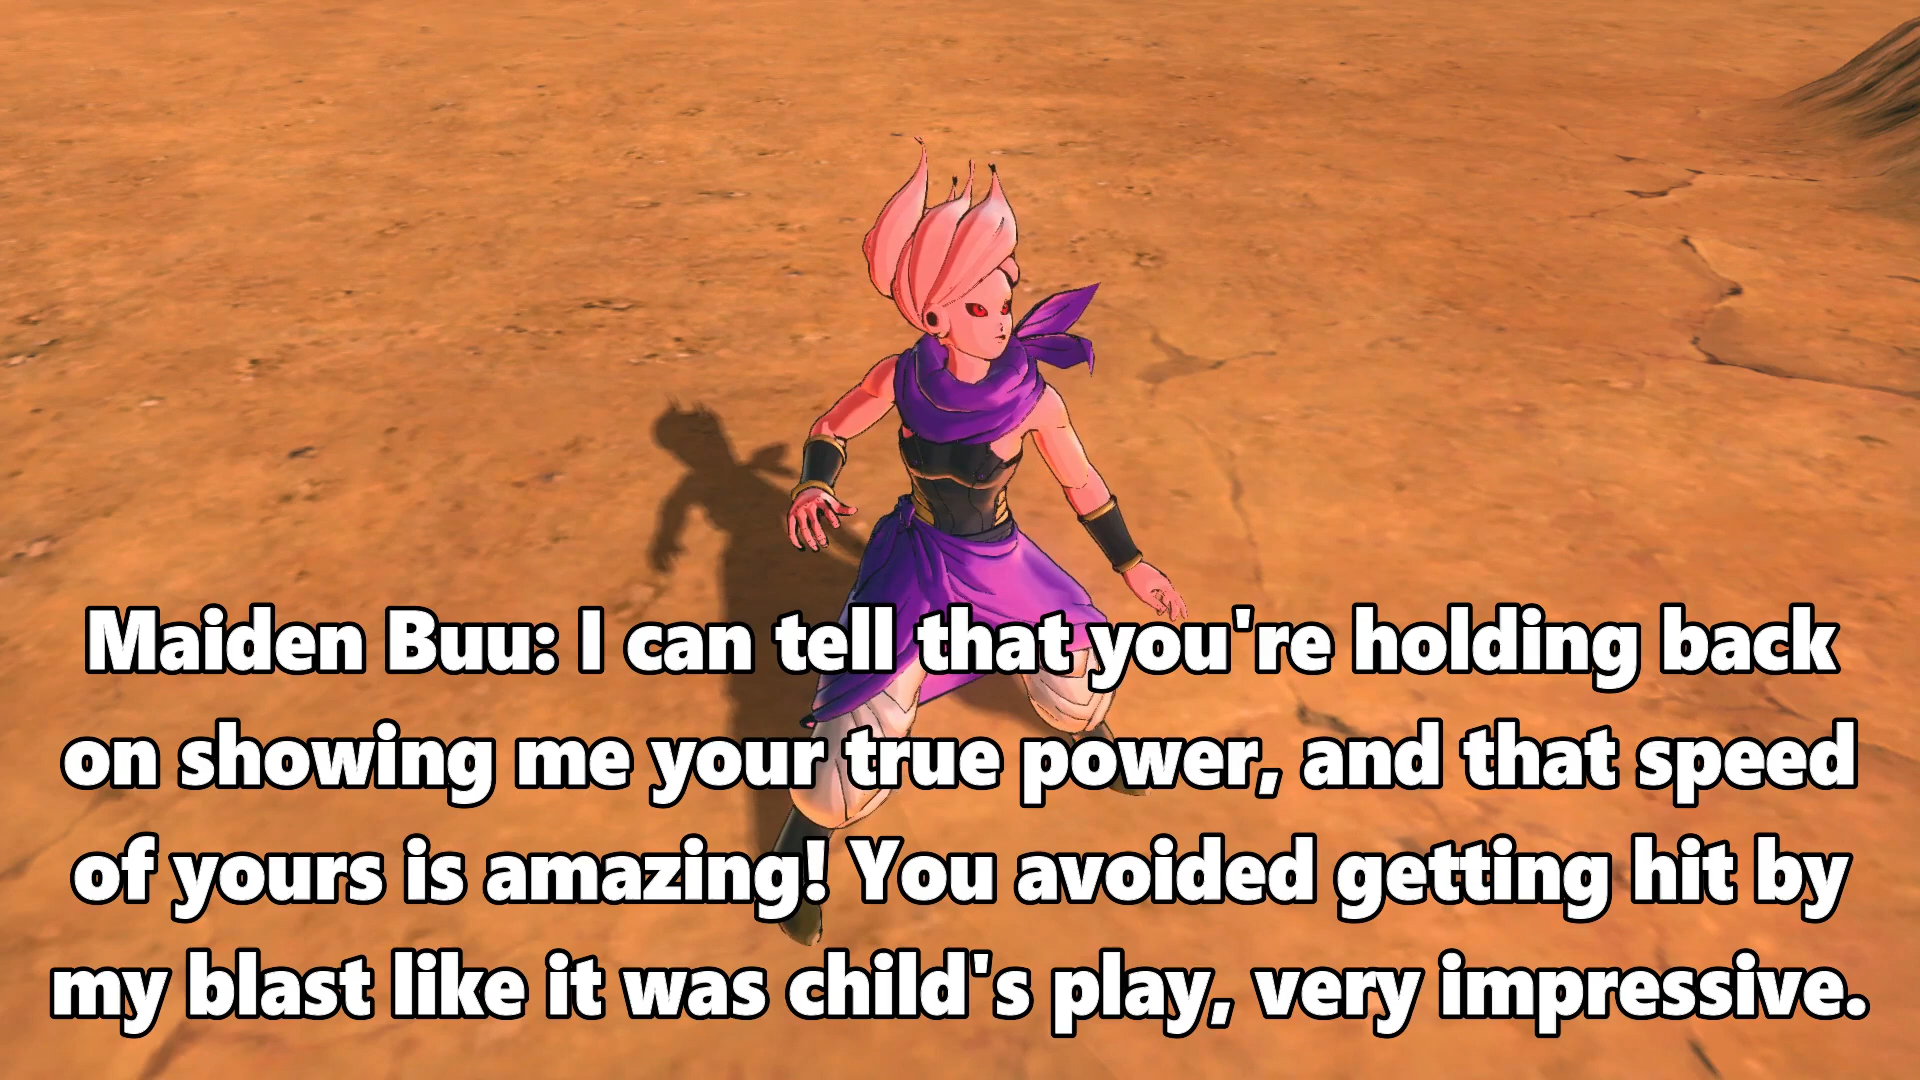 Maiden Buu: I can tell that you're holding back
on showing me your true power, and that speed
of yours is amazing! You avoided getting hit by
my blast like it was child's play, very impressive.